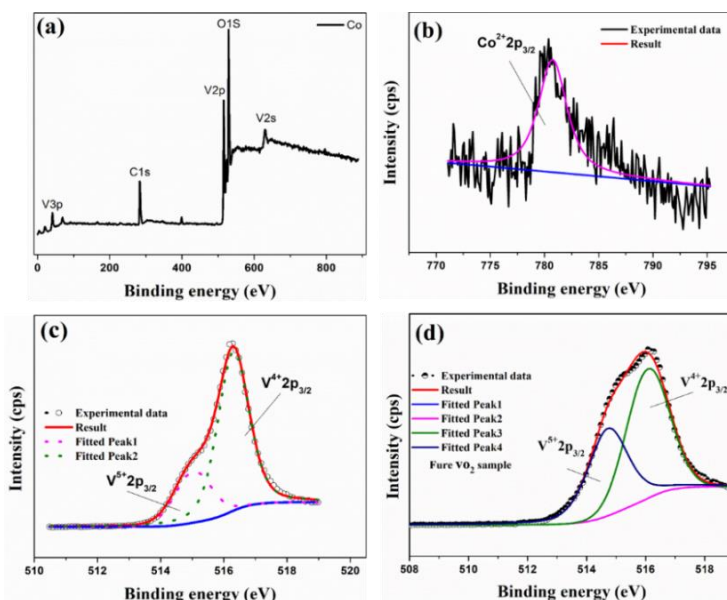 (a)
O1S
Co
V2p
V2s
C1s
V3p
0 200 400 600 800
Binding energy (eV)
(b)
Experimental data
Result
Co2+2p3/2
Intensity (cps)
770 775 780 785 790 795
Binding energy (eV)
(c)
V4+2p3/2
Experimental data
Result
Fitted Peak1
Fitted Peak2
V5+2p3/2
Intensity (cps)
510 512 514 516 518 520
Binding energy (eV)
(d)
Experimental data
Result
Fitted Peak1
Fitted Peak2
Fitted Peak3
Fitted Peak4
Fure VO2 sample
V4+2p3/2
V5+2p3/2
Intensity (cps)
508 510 512 514 516 518
Binding energy (eV)